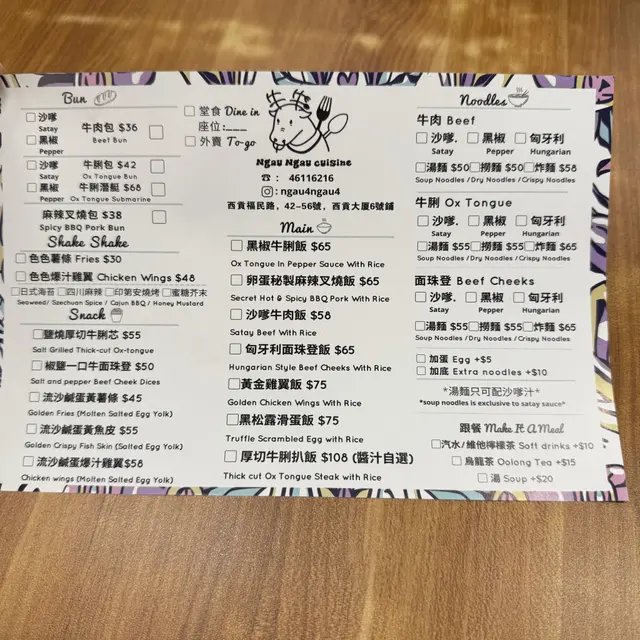 Bun
沙嗲
Satay
黑椒
Pepper
牛肉包 $36
Beef Bun
沙嗲
Satay
黑椒
Pepper
牛脷包 $42
Ox Tongue Bun
牛脷潛艇 $68
Ox Tongue Submarine
麻辣叉燒包 $38
Spicy BBQ Pork Bun
Shake Shake
色色薯條 Fries $30
色色爆汁雞翼 Chicken Wings $48
日式海苔 四川麻辣 印第安燒烤 蜜糖芥末
Seaweed/ Szechuan Spice / Cajun BBQ / Honey Mustard
Snack
鹽燒厚切牛脷芯 $55
Salt Grilled Thick-cut Ox-tongue
椒鹽一口牛面珠登 $50
Salt and pepper Beef Cheek Dices
流沙鹹蛋黃薯條 $45
Golden Fries (Molten Salted Egg Yolk)
流沙鹹蛋黃魚皮 $55
Golden Crispy Fish Skin (Salted Egg Yolk)
流沙鹹蛋爆汁雞翼$58
Chicken wings (Molten Salted Egg Yolk)
堂食 Dine in
座位:___
外賣 To-go
Ngau Ngau cuisine
☎ : 46116216
: ngau4ngau4
西貢福民路，42-56號，西貢大厦6號鋪
Main
黑椒牛脷飯 $65
Ox Tongue In Pepper Sauce With Rice
卵蛋秘製麻辣叉燒飯 $65
Secret Hot & Spicy BBQ Pork With Rice
沙嗲牛肉飯 $58
Satay Beef With Rice
匈牙利面珠登飯 $65
Hungarian Style Beef Cheeks With Rice
黃金雞翼飯 $75
Golden Chicken Wings With Rice
黑松露滑蛋飯 $75
Truffle Scrambled Egg with Rice
厚切牛脷扒飯 $108 (醬汁自選)
Thick cut Ox Tongue Steak with Rice
Noodles
牛肉 Beef
沙嗲. 黑椒 匈牙利
Satay Pepper Hungarian
湯麵 $50 撈麵 $50 炸麵 $58
Soup Noodles /Dry Noodles / Crispy Noodles
牛脷 Ox Tongue
沙嗲. 黑椒 匈牙利
Satay Pepper Hungarian
湯麵 $55 撈麵 $55 炸麵 $65
Soup Noodles /Dry Noodles / Crispy Noodles
面珠登 Beef Cheeks
沙嗲. 黑椒 匈牙利
Satay Pepper Hungarian
湯麵 $55 撈麵 $55 炸麵 $65
Soup Noodles /Dry Noodles / Crispy Noodles
加蛋 Egg +$5
加底 Extra noodles +$10
*湯麵只可配沙嗲汁*
*soup noodles is exclusive to satay sauce*
跟餐 Make It A Meal
汽水/維他檸檬茶 Soft drinks +$10
烏龍茶 Oolong Tea +$15
湯 Soup +$20